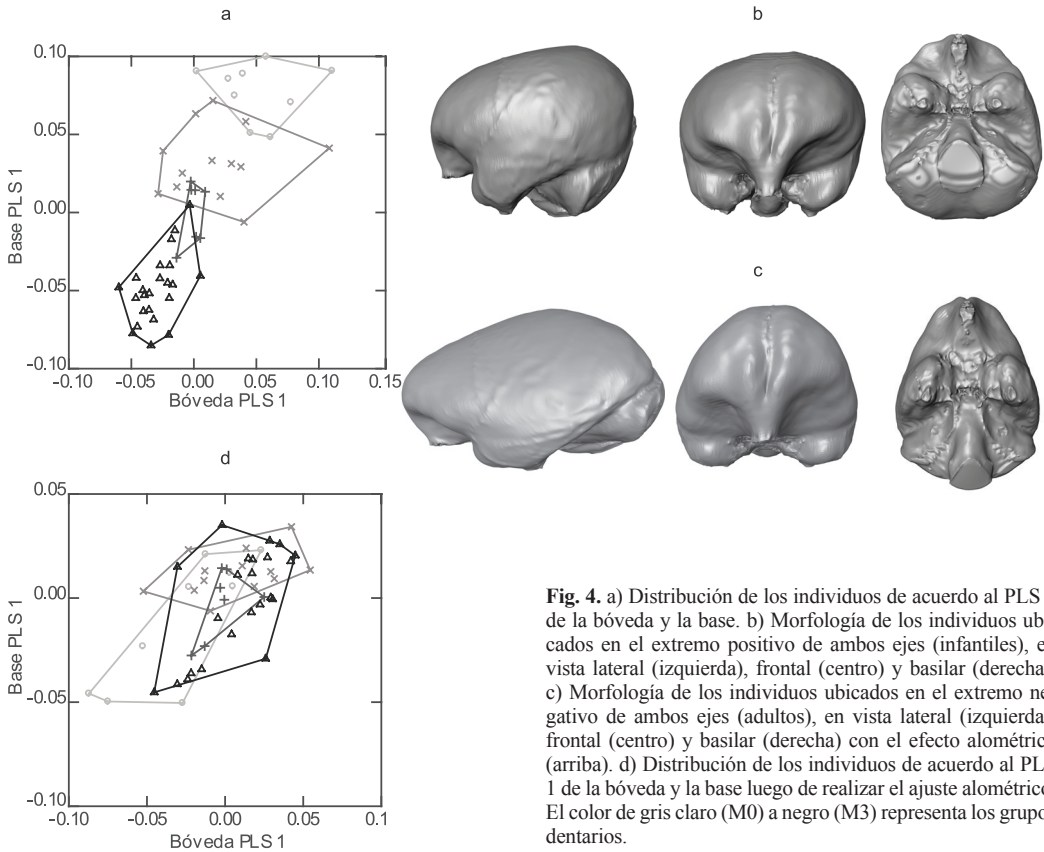 a
0.10
0.05
0.00
−0.05
−0.10
Base PLS 1
−0.10 −0.05 0.00 0.05 0.10 0.15
Bóveda PLS 1
b
c
d
0.05
0.00
−0.05
−0.10
Base PLS 1
−0.10 −0.05 0.00 0.05 0.10
Bóveda PLS 1
Fig. 4. a) Distribución de los individuos de acuerdo al PLS
de la bóveda y la base. b) Morfología de los individuos ubi
cados en el extremo positivo de ambos ejes (infantiles), e
vista lateral (izquierda), frontal (centro) y basilar (derecha
c) Morfología de los individuos ubicados en el extremo ne
gativo de ambos ejes (adultos), en vista lateral (izquierda
frontal (centro) y basilar (derecha) con el efecto alométric
(arriba). d) Distribución de los individuos de acuerdo al PL
1 de la bóveda y la base luego de realizar el ajuste alométrico
El color de gris claro (M0) a negro (M3) representa los grupo
dentarios.